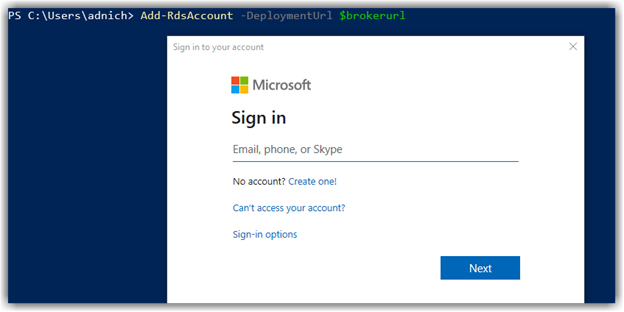 PS C:\Users\adnich> Add-RdsAccount -DeploymentUrl $brokerurl
Sign in to your account
Microsoft
Sign in
Email, phone, or Skype
No account? Create one!
Can't access your account?
Sign-in options
Next